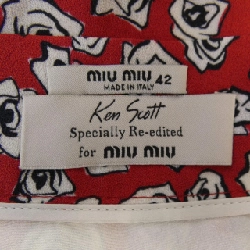 miu miu 42
MADE IN ITALY
Ken Scott
Specially Re-edited
for miu miu